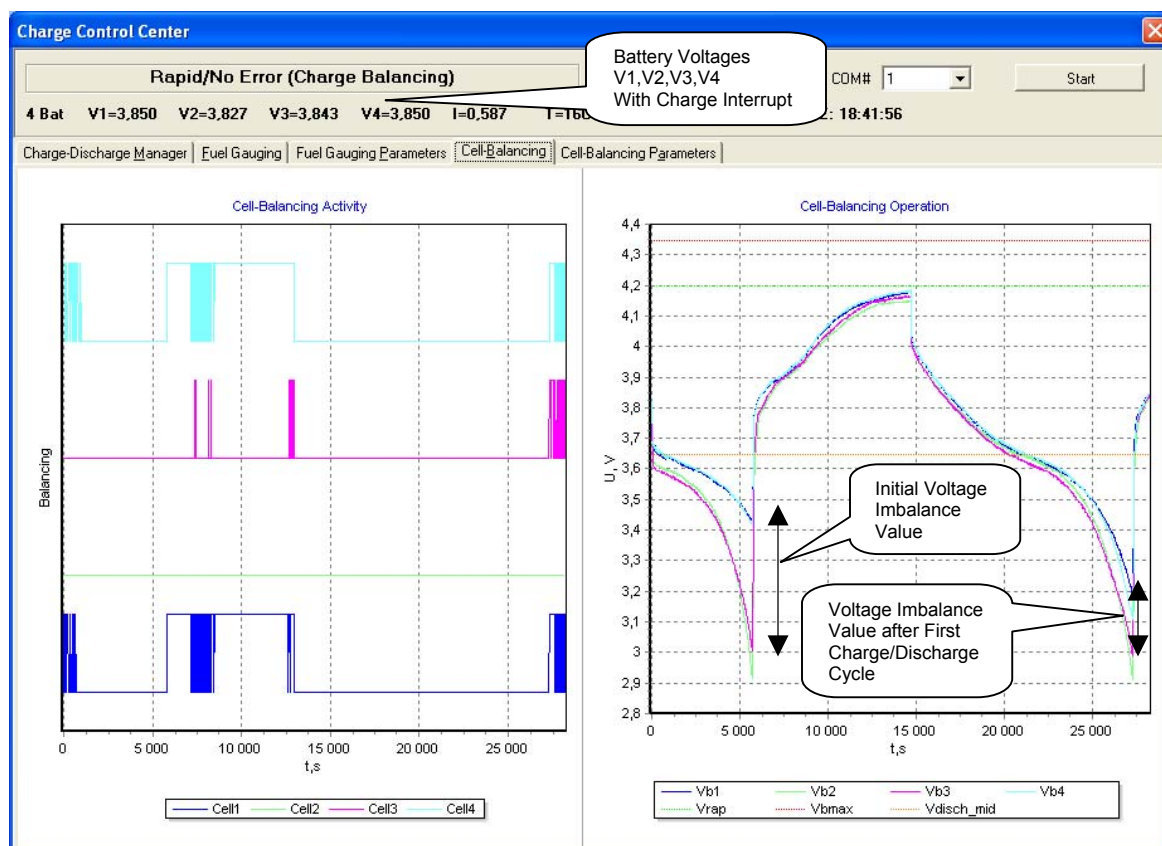 Charge Control Center
Rapid/No Error (Charge Balancing)
Battery Voltages
V1,V2,V3,V4
With Charge Interrupt
COM# 1
Start
4 Bat V1=3,850 V2=3,827 V3=3,843 V4=3,850 I=0,587
18:41:56
Charge-Discharge Manager Fuel Gauging Fuel Gauging Parameters Cell-Balancing Cell-Balancing Parameters
Cell-Balancing Activity
Balancing
0 5 000 10 000 15 000 20 000 25 000
t,s
Cell1 Cell2 Cell3 Cell4
Cell-Balancing Operation
4,4
4,3
4,2
4,1
4
3,9
3,8
3,7
3,6
3,5
3,4
3,3
3,2
3,1
3
2,9
2,8
U, V
Initial Voltage
Imbalance
Value
Voltage Imbalance
Value after First
Charge/Discharge
Cycle
0 5 000 10 000 15 000 20 000 25 000
t,s
Vb1 Vb2 Vb3 Vb4
Vrap Vbmax Vdisch_mid